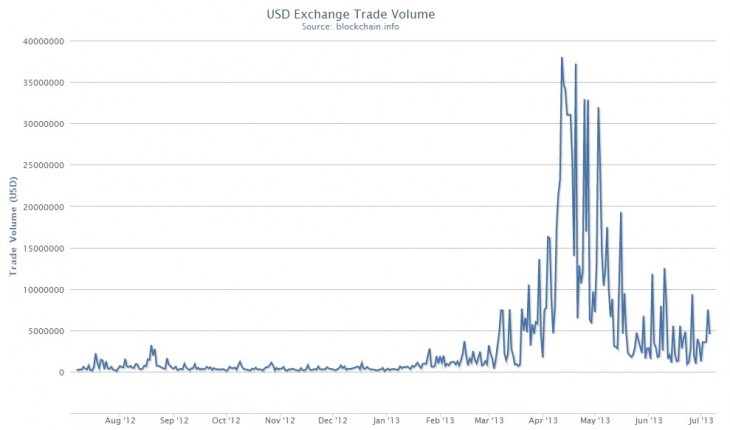 USD Exchange Trade Volume
Source: blockchain.info
40000000
35000000
30000000
25000000
20000000
15000000
10000000
5000000
0
Trade Volume (USD)
Aug '12 Sep '12 Oct '12 Nov '12 Dec '12 Jan '13 Feb '13 Mar '13 Apr '13 May '13 Jun '13 Jul '13